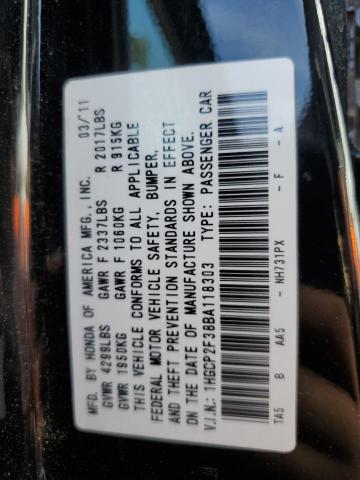 MFD. BY HONDA OF AMERICA MFG., INC. 03/11
GVWR 4299LBS GAWR F 2337LBS R 2017LBS
GVWR 1950KG GAWR F 1060KG R 915KG
THIS VEHICLE CONFORMS TO ALL APPLICABLE
FEDERAL MOTOR VEHICLE SAFETY, BUMPER,
AND THEFT PREVENTION STANDARDS IN EFFECT
ON THE DATE OF MANUFACTURE SHOWN ABOVE.
V.I.N.: 1HGCP2F38BA118303 TYPE: PASSENGER CAR
TA5 B AA5 - NH731PX - F - A